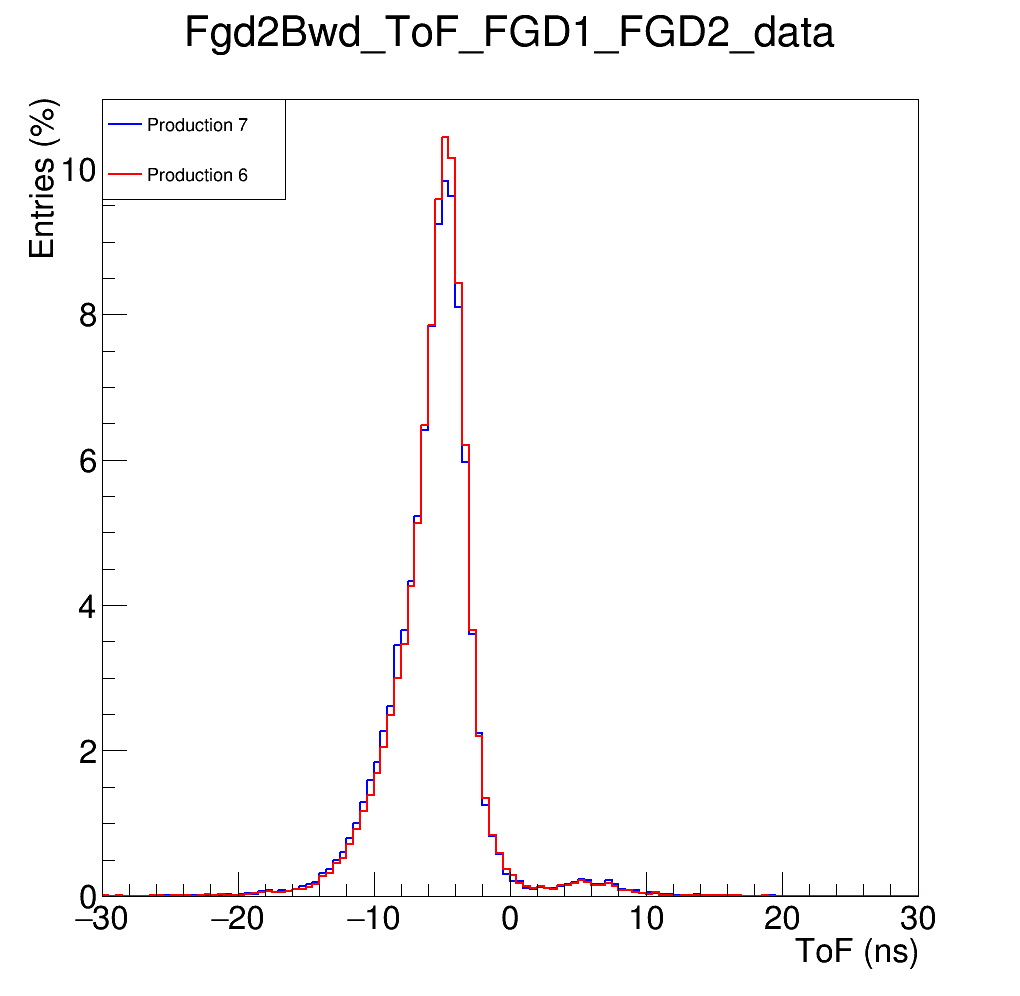 Fgd2Bwd_ToF_FGD1_FGD2_data
Entries (%)
Production 7
Production 6
10
8
6
4
2
0
−30 −20 −10 0 10 20 30
ToF (ns)